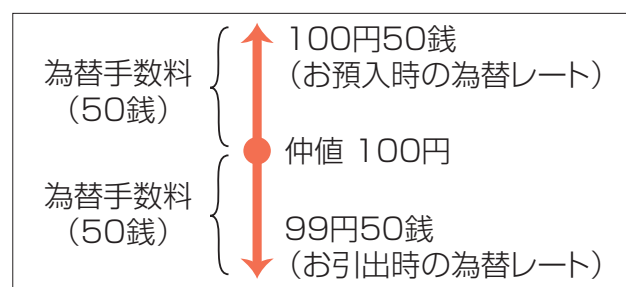 為替手数料
（50銭）
100円50銭
（お預入時の為替レート）
仲値 100円
為替手数料
（50銭）
99円50銭
（お引出時の為替レート）